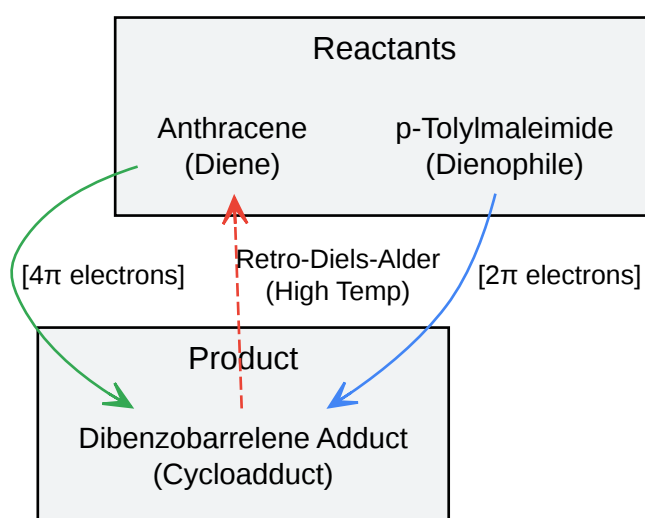 Reactants
Anthracene
(Diene)
p-Tolylmaleimide
(Dienophile)
[4π electrons]
Retro-Diels-Alder
(High Temp)
[2π electrons]
Product
Dibenzobarrelene Adduct
(Cycloadduct)